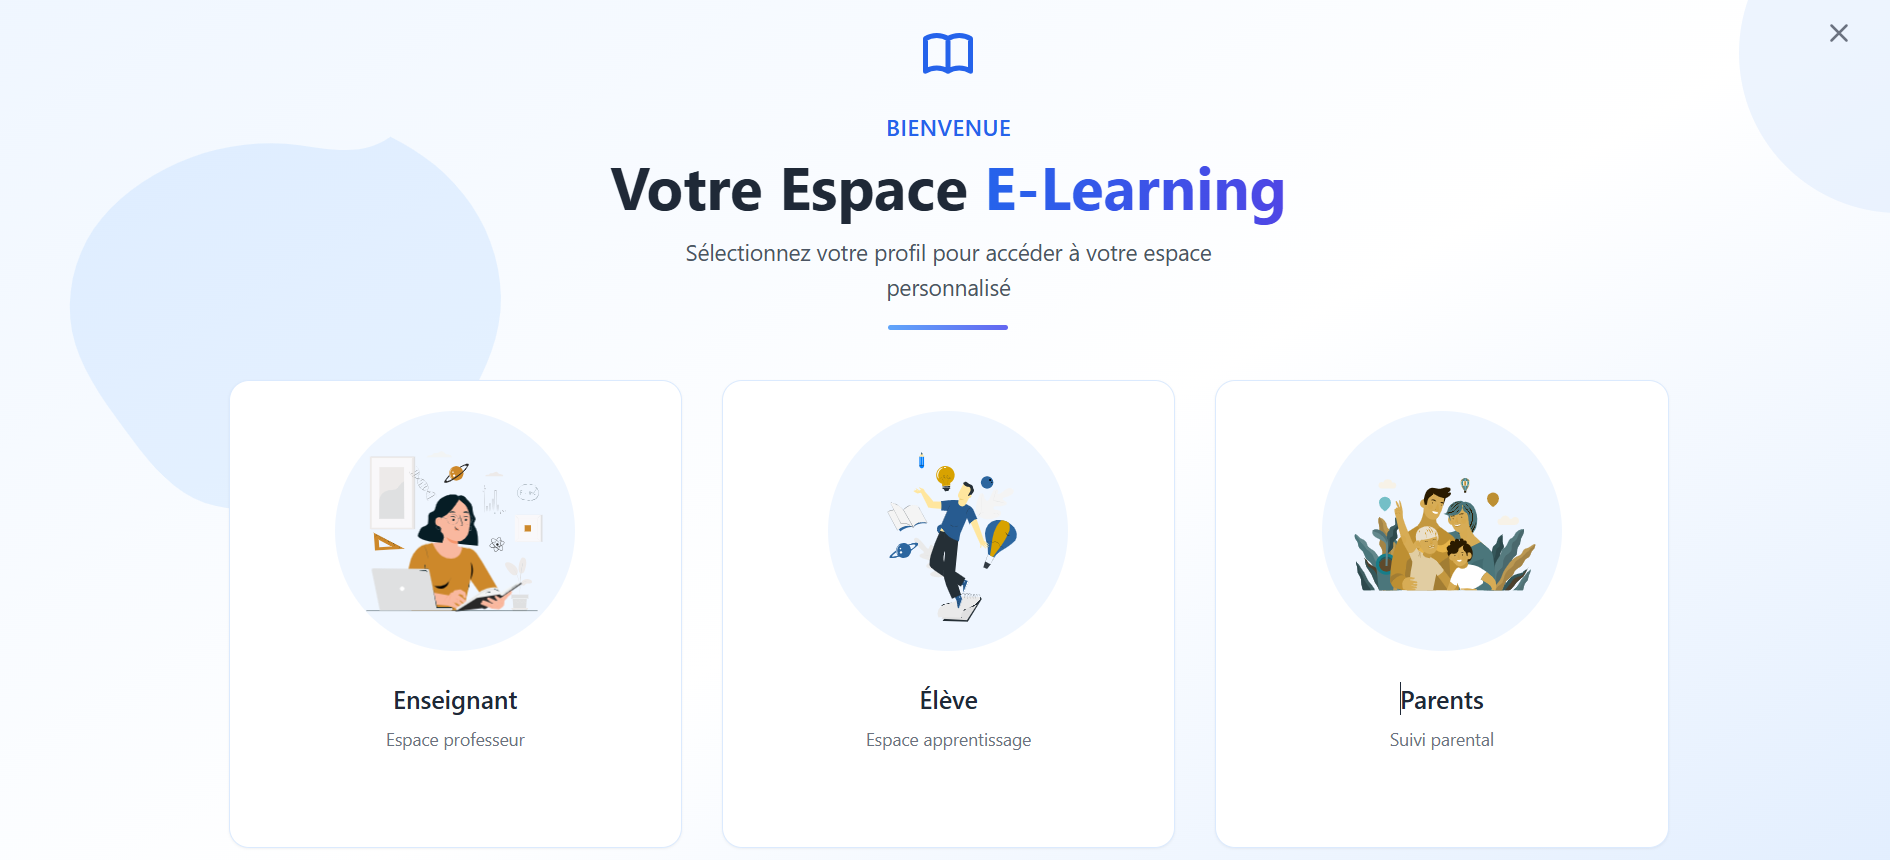 BIENVENUE
Votre Espace E-Learning
Sélectionnez votre profil pour accéder à votre espace
personnalisé
Enseignant
Espace professeur
Élève
Espace apprentissage
Parents
Suivi parental